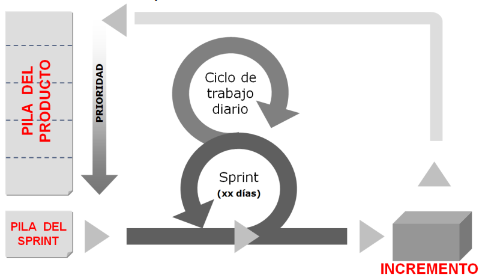 PILA DEL
PRODUCTO
PRIORIDAD
Ciclo de
trabajo
diario
Sprint
(xx días)
PILA DEL
SPRINT
INCREMENTO